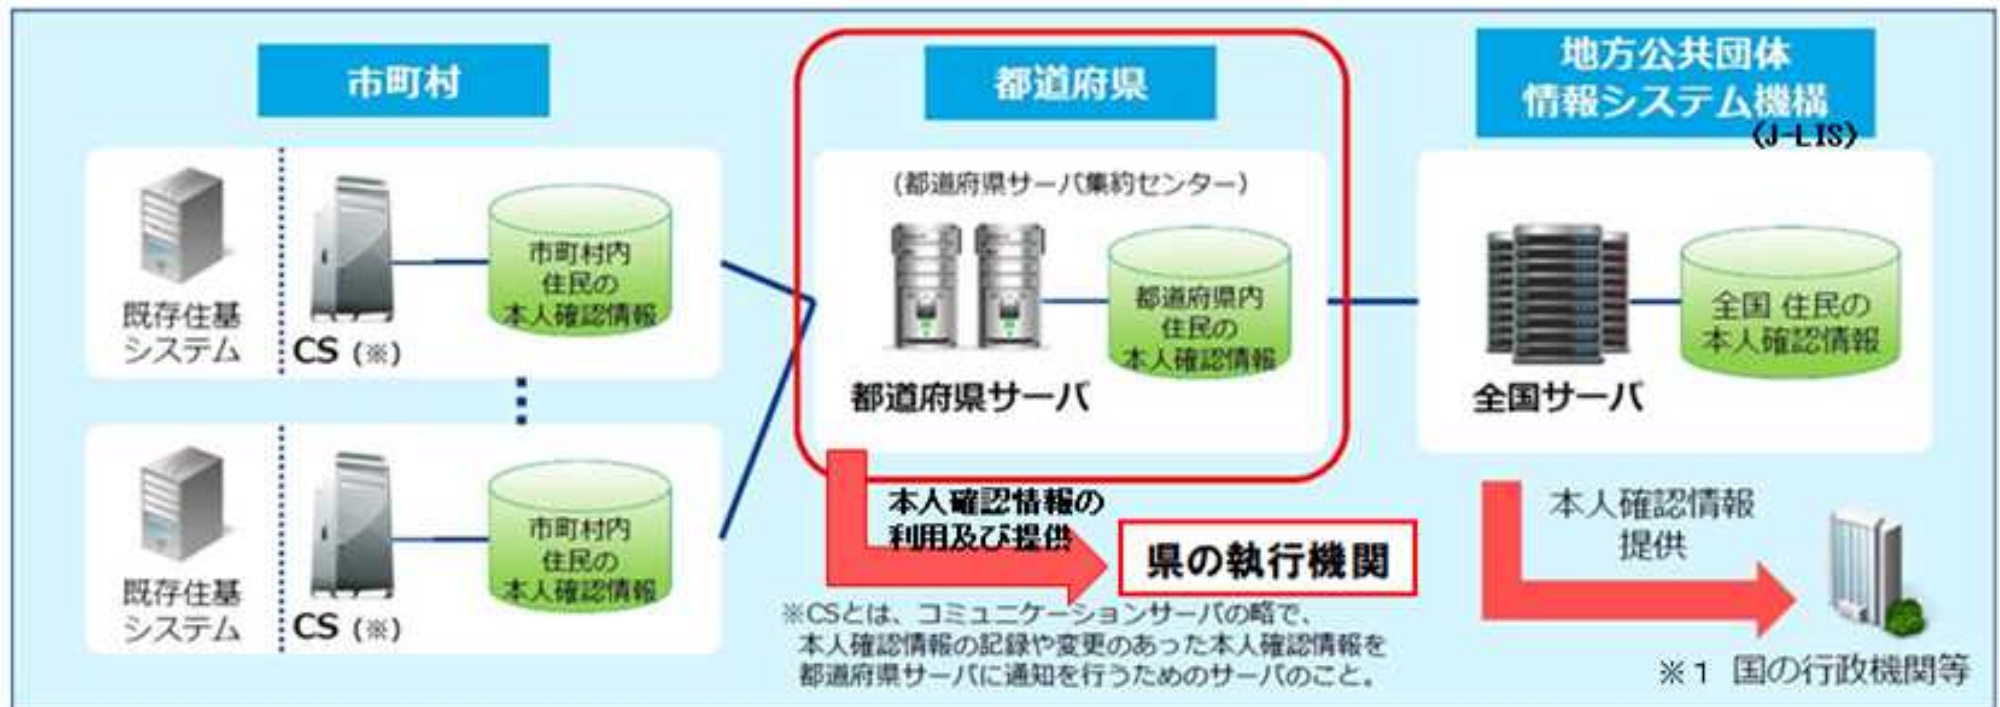 市町村
既存住基
システム
CS (※)
市町村内
住民の
本人確認情報
既存住基
システム
CS (※)
市町村内
住民の
本人確認情報
都道府県
(都道府県サーバ集約センター)
都道府県サーバ
都道府県内
住民の
本人確認情報
本人確認情報の
利用及び提供
県の執行機関
※CSとは、コミュニケーションサーバの略で、
本人確認情報の記録や変更のあった本人確認情報を
都道府県サーバに通知を行うためのサーバのこと。
地方公共団体
情報システム機構
(J-LIS)
全国サーバ
全国 住民の
本人確認情報
本人確認情報
提供
※1 国の行政機関等